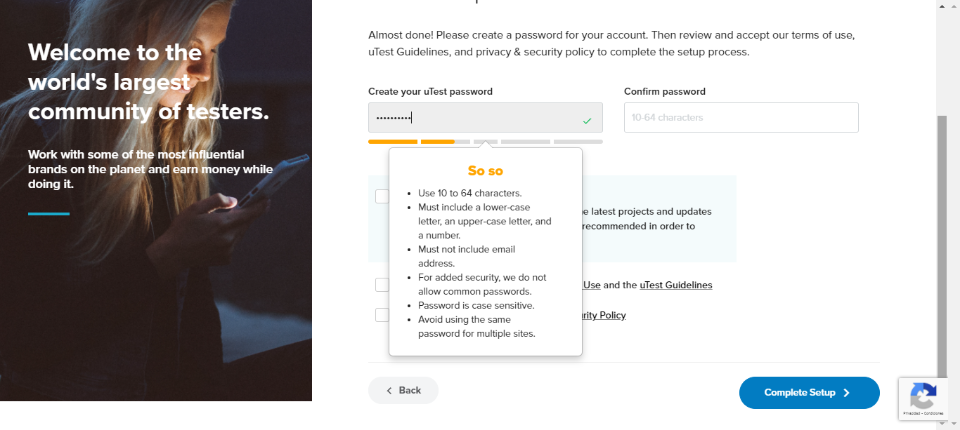 Welcome to the
world's largest
community of testers.
Work with some of the most influential
brands on the planet and earn money while
doing it.
Almost done! Please create a password for your account. Then review and accept our terms of use,
uTest Guidelines, and privacy & security policy to complete the setup process.
Create your uTest password
Confirm password
••••••••••
10-64 characters
So so
• Use 10 to 64 characters.
• Must include a lower-case
letter, an upper-case letter, and
a number.
• Must not include email
address.
• For added security, we do not
allow common passwords.
• Password is case sensitive.
• Avoid using the same
password for multiple sites.
latest projects and updates
recommended in order to
Use and the uTest Guidelines
Policy
Back
Complete Setup
Privacy • Conditions